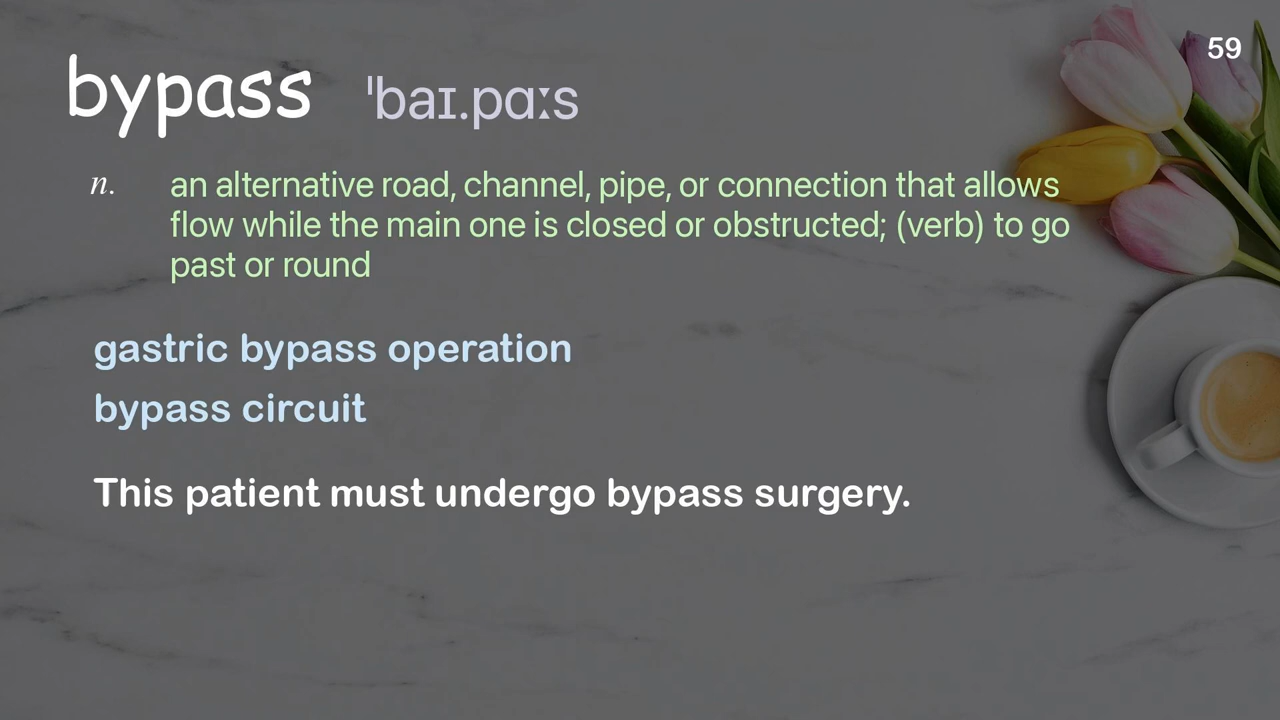 59
bypass ˈbaɪ.pɑːs
n. an alternative road, channel, pipe, or connection that allows
flow while the main one is closed or obstructed; (verb) to go
past or round
gastric bypass operation
bypass circuit
This patient must undergo bypass surgery.